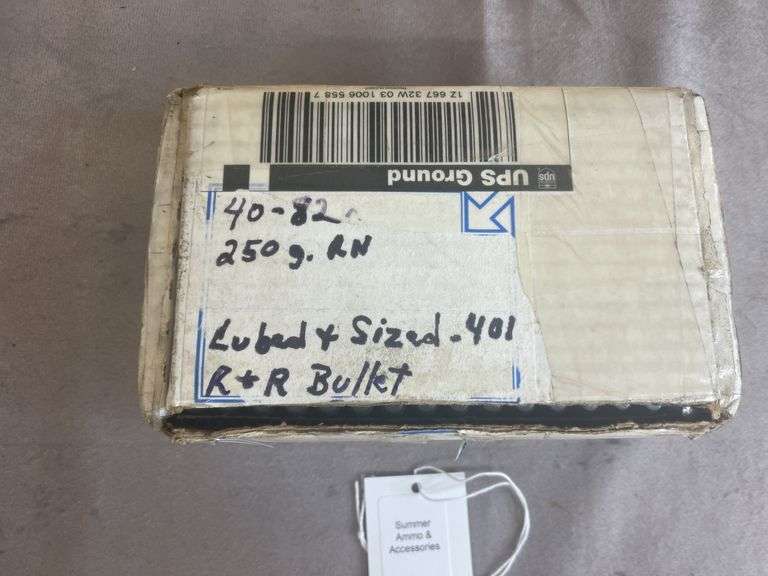 1Z 667 32W 03 1006 558 7
UPS Ground
ups
40-82
250 g. RN
Lubed + Sized - .401
R + R Bullet
Summer
Ammo &
Accessories